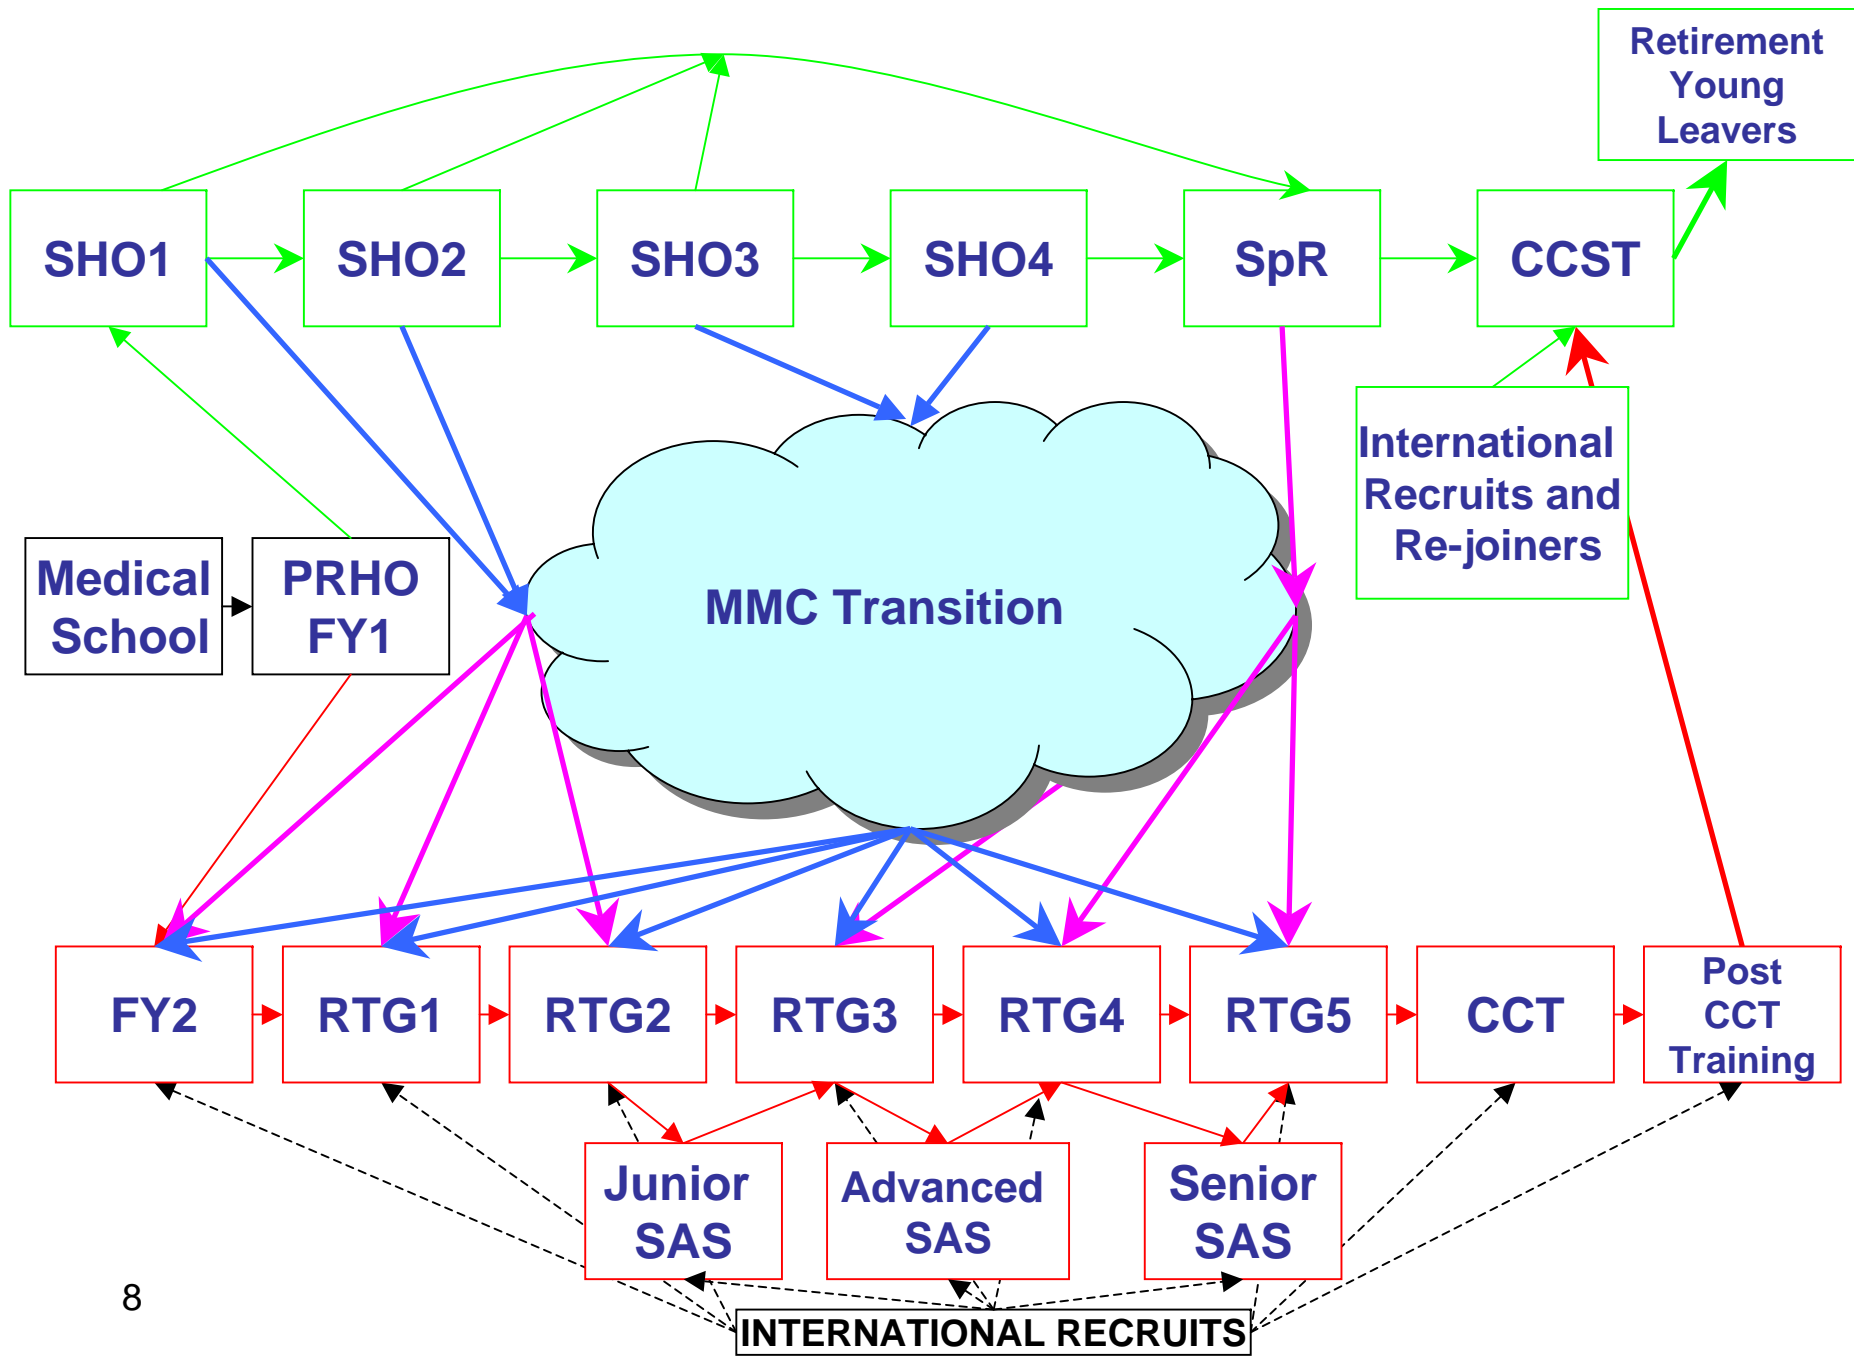 Retirement
Young
Leavers
SHO1
SHO2
SHO3
SHO4
SpR
CCST
International
Recruits and
Re-joiners
Medical
School
PRHO
FY1
MMC Transition
FY2
RTG1
RTG2
RTG3
RTG4
RTG5
CCT
Post
CCT
Training
Junior
SAS
Advanced
SAS
Senior
SAS
8
INTERNATIONAL RECRUITS